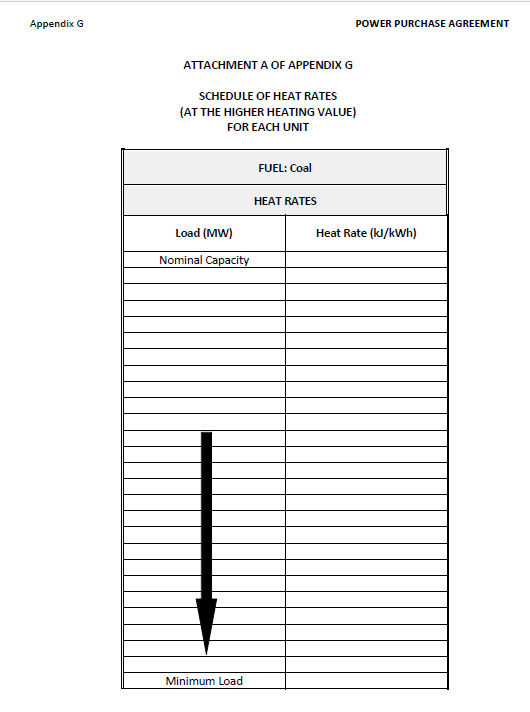 Appendix G
POWER PURCHASE AGREEMENT
ATTACHMENT A OF APPENDIX G
SCHEDULE OF HEAT RATES
(AT THE HIGHER HEATING VALUE)
FOR EACH UNIT
FUEL: Coal
HEAT RATES
Load (MW)
Heat Rate (kJ/kWh)
Nominal Capacity
Minimum Load